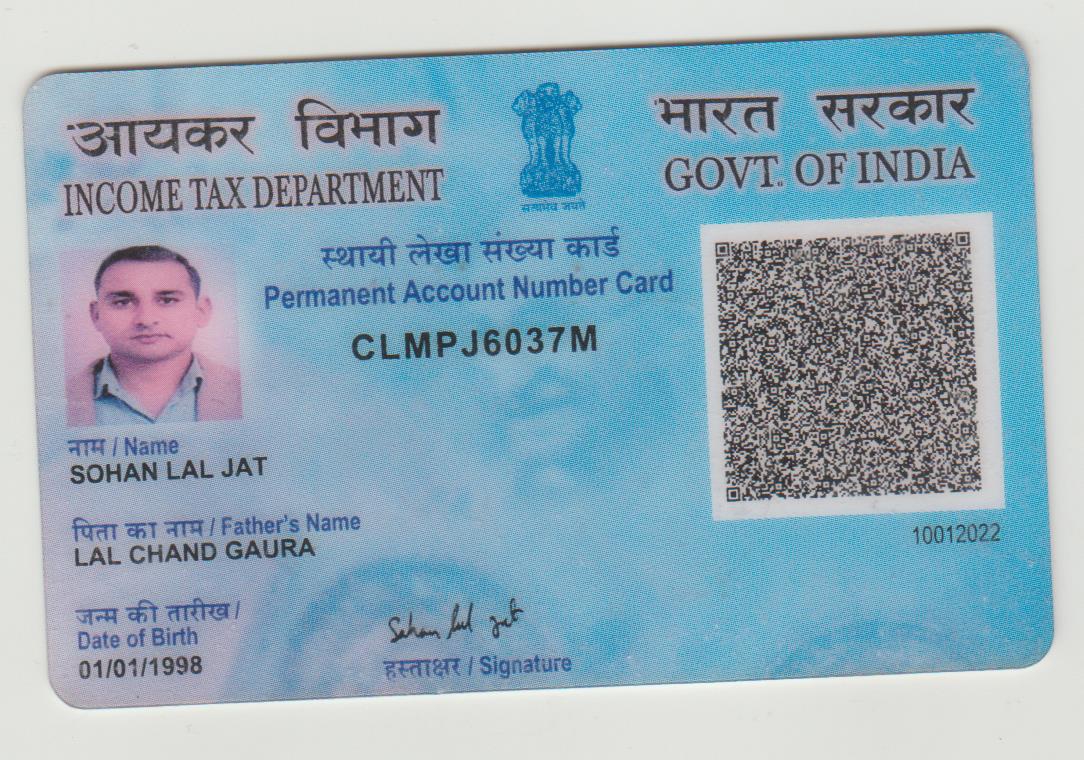 आयकर विभाग
INCOME TAX DEPARTMENT
सत्यमेव जयते
भारत सरकार
GOVT. OF INDIA
स्थायी लेखा संख्या कार्ड
Permanent Account Number Card
CLMPJ6037M
नाम / Name
SOHAN LAL JAT
पिता का नाम / Father's Name
LAL CHAND GAURA
जन्म की तारीख /
Date of Birth
01/01/1998
Sohan lal jat
हस्ताक्षर / Signature
10012022